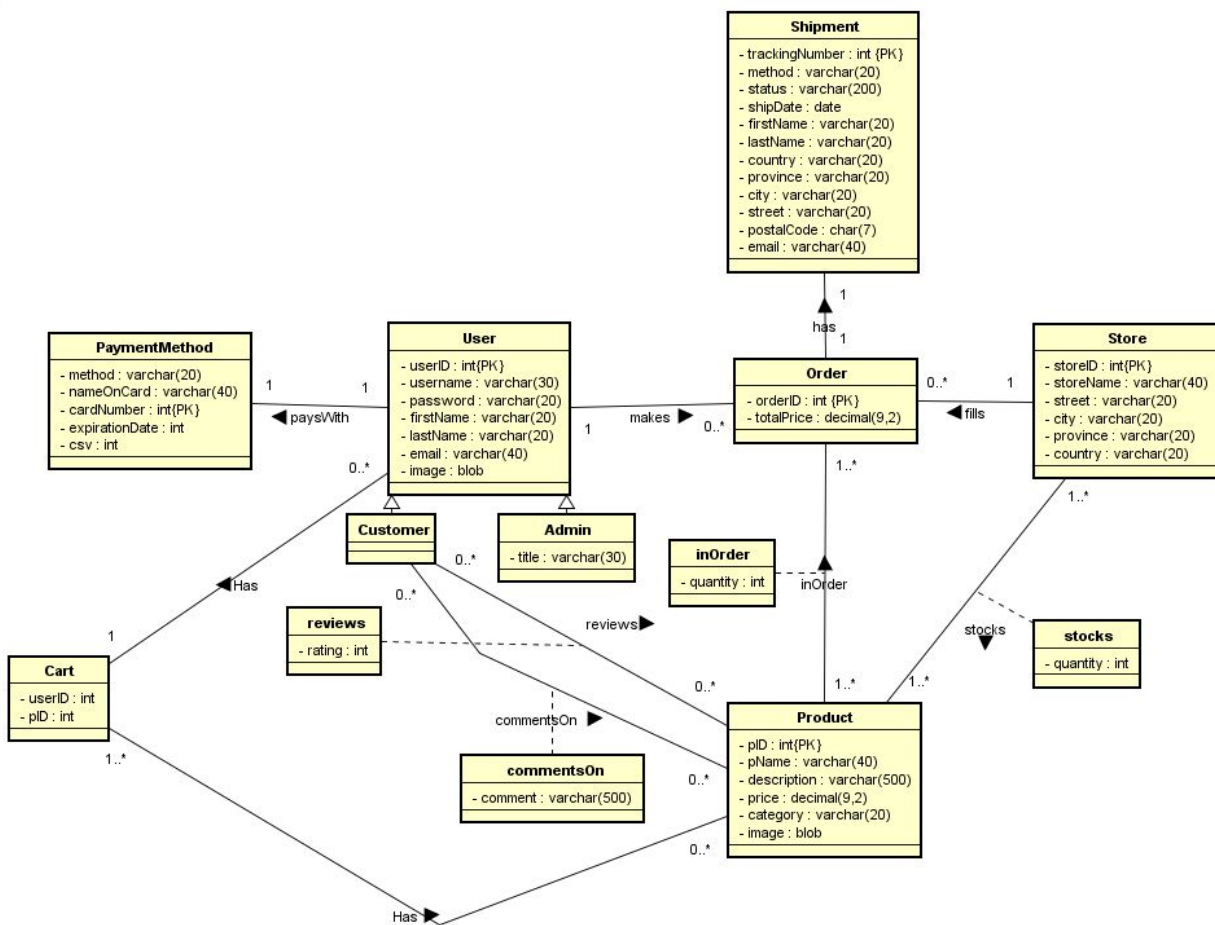 Shipment
- trackingNumber : int {PK}
- method : varchar(20)
- status : varchar(200)
- shipDate : date
- firstName : varchar(20)
- lastName : varchar(20)
- country : varchar(20)
- province : varchar(20)
- city : varchar(20)
- street : varchar(20)
- postalCode : char(7)
- email : varchar(40)
1
has
1
PaymentMethod
- method : varchar(20)
- nameOnCard : varchar(40)
- cardNumber : int{PK}
- expirationDate : int
- csv : int
1
1
paysWith
User
- userID : int{PK}
- username : varchar(30)
- password : varchar(20)
- firstName : varchar(20)
- lastName : varchar(20)
- email : varchar(40)
- image : blob
1
makes
0..*
Order
- orderID : int {PK}
- totalPrice : decimal(9,2)
0..*
1
fills
Store
- storeID : int{PK}
- storeName : varchar(40)
- street : varchar(20)
- city : varchar(20)
- province : varchar(20)
- country : varchar(20)
0..*
1..*
1..*
Customer
Admin
- title : varchar(30)
0..*
0..*
inOrder
- quantity : int
inOrder
Has
reviews
- rating : int
reviews
stocks
stocks
- quantity : int
1
Cart
- userID : int
- pID : int
1..*
0..*
1..*
1..*
commentsOn
commentsOn
- comment : varchar(500)
0..*
Product
- pID : int{PK}
- pName : varchar(40)
- description : varchar(500)
- price : decimal(9,2)
- category : varchar(20)
- image : blob
0..*
Has